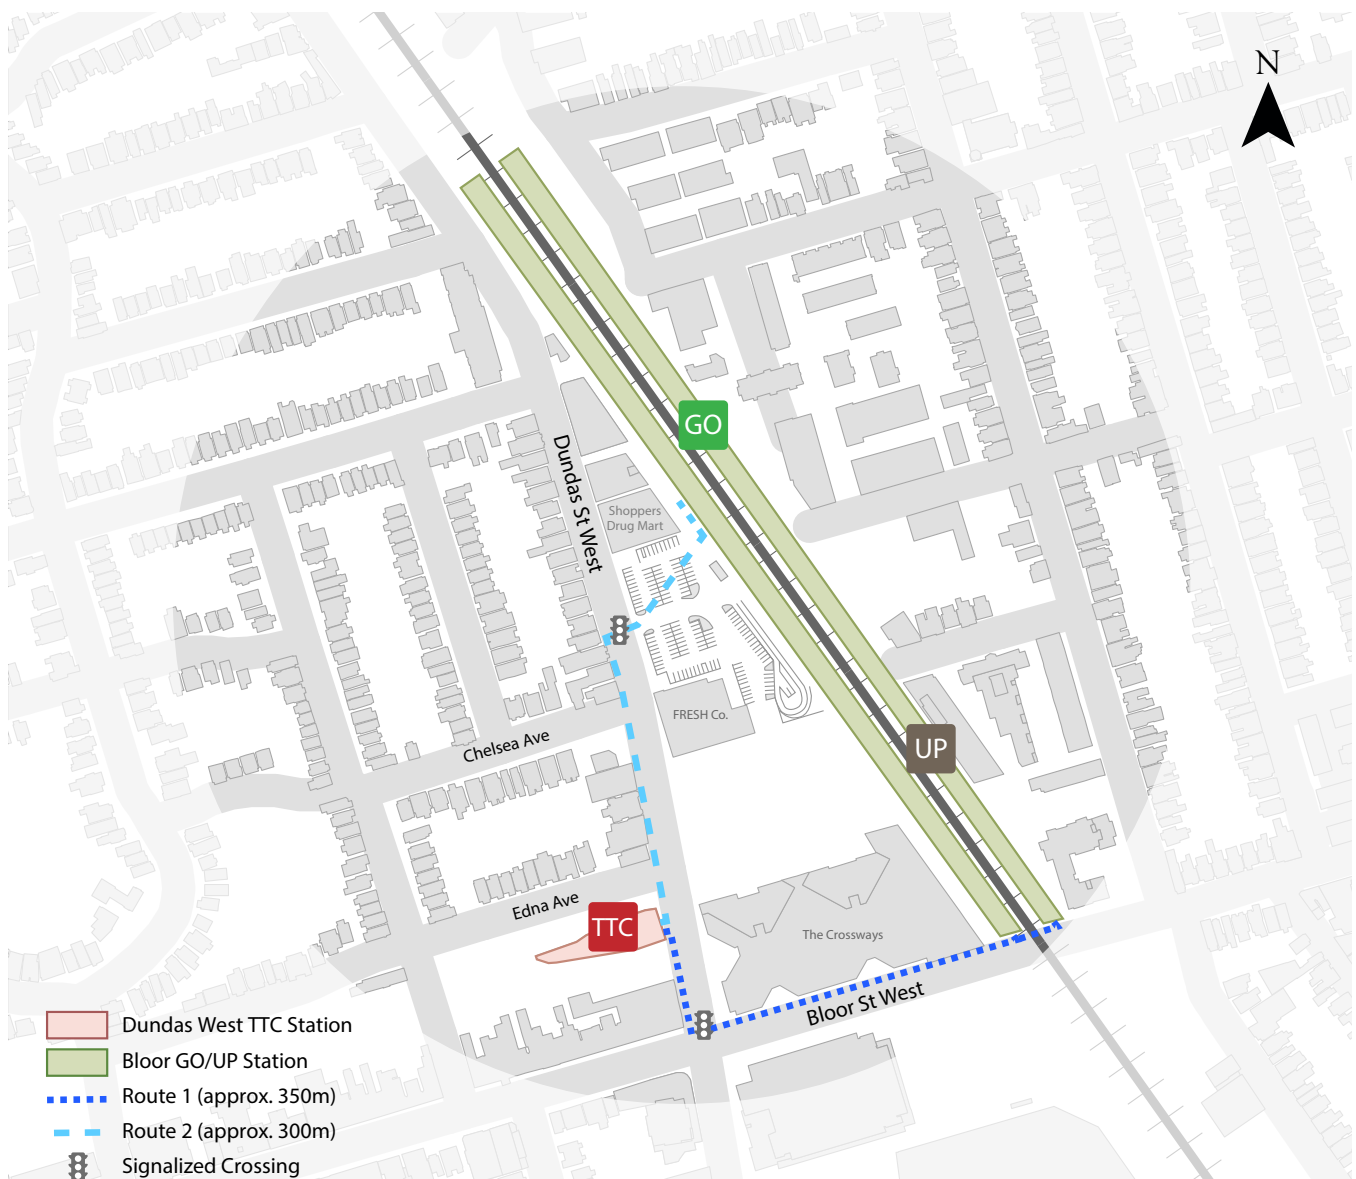 N
GO
Dundas St West
Shoppers
Drug Mart
FRESH Co.
UP
Chelsea Ave
Edna Ave
TTC
The Crossways
Bloor St West
Dundas West TTC Station
Bloor GO/UP Station
Route 1 (approx. 350m)
Route 2 (approx. 300m)
Signalized Crossing